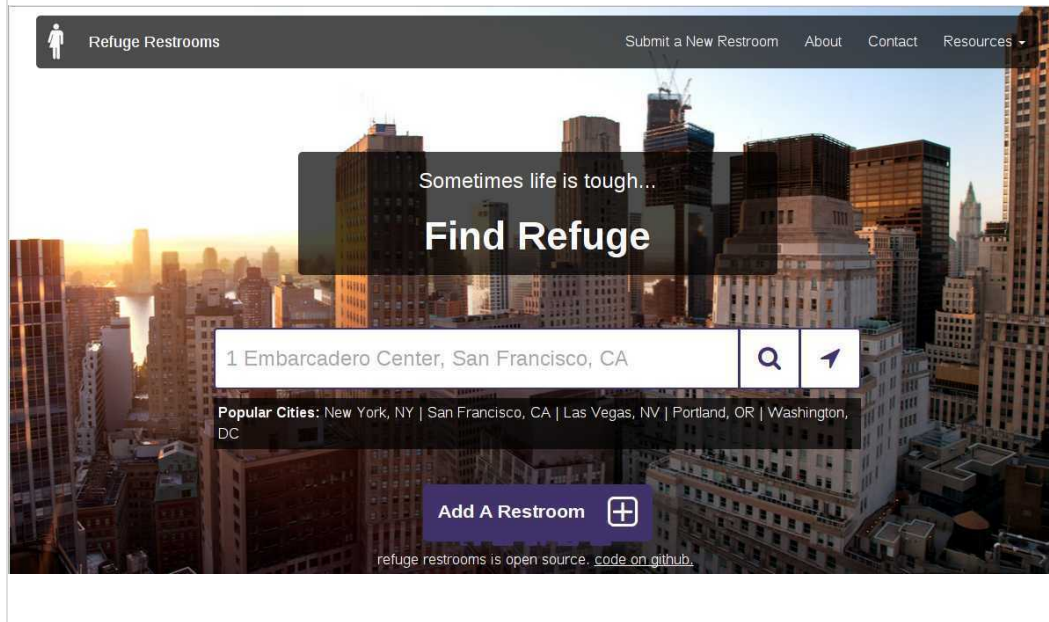 Refuge Restrooms Submit a New Restroom About Contact Resources
Sometimes life is tough...
Find Refuge
1 Embarcadero Center, San Francisco, CA
Popular Cities: New York, NY | San Francisco, CA | Las Vegas, NV | Portland, OR | Washington,
DC
Add A Restroom
refuge restrooms is open source. code on github.